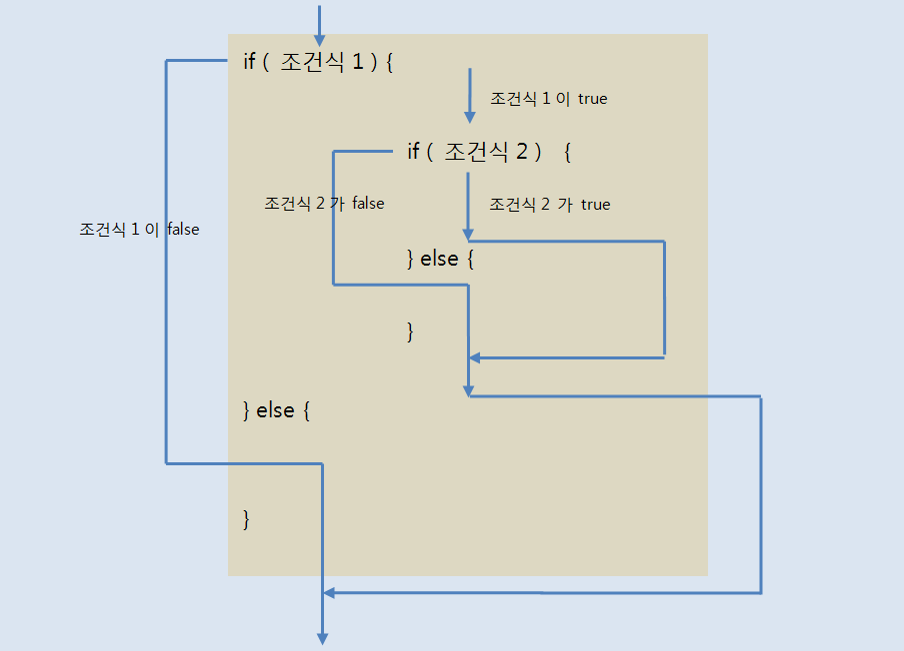 if ( 조건식 1 ) {
조건식 1 이 true
if ( 조건식 2 ) {
조건식 2 가 false
조건식 2 가 true
조건식 1 이 false
} else {
}
} else {
}